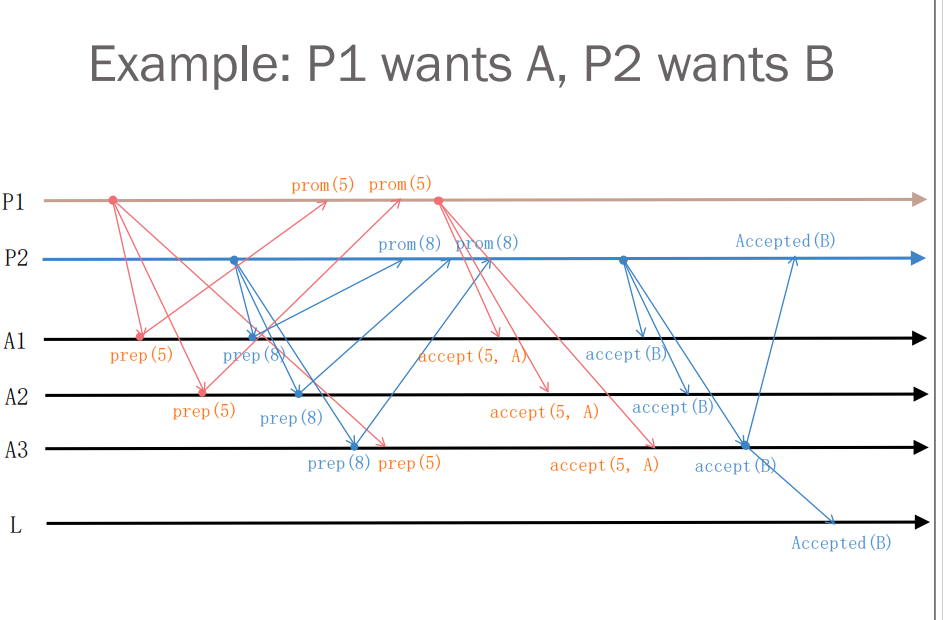 Example: P1 wants A, P2 wants B
prom(5) prom(5)
P1
prom(8) prom(8) Accepted(B)
P2
A1
prep(5) prep(8) accept(5, A) accept(B)
A2
prep(5) prep(8) accept(5, A) accept(B)
A3
prep(8) prep(5) accept(5, A) accept(B)
L
Accepted(B)